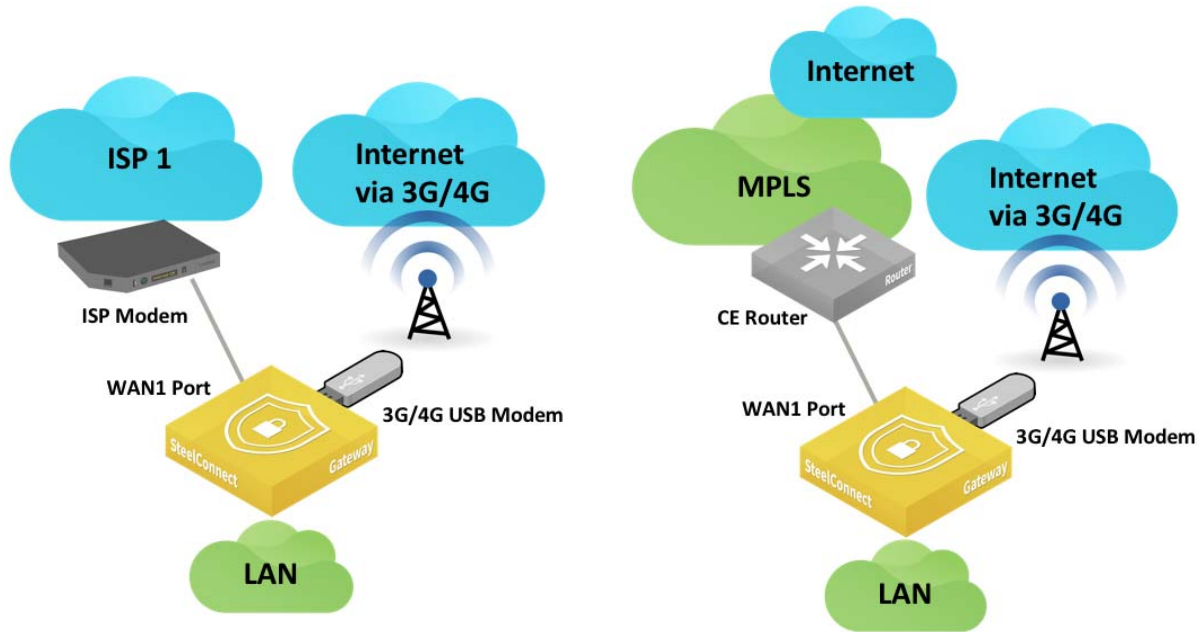 ISP 1
Internet
via 3G/4G
ISP Modem
WAN1 Port
3G/4G USB Modem
SteelConnect
Gateway
LAN
Internet
MPLS
Internet
via 3G/4G
Router
CE Router
WAN1 Port
3G/4G USB Modem
SteelConnect
Gateway
LAN